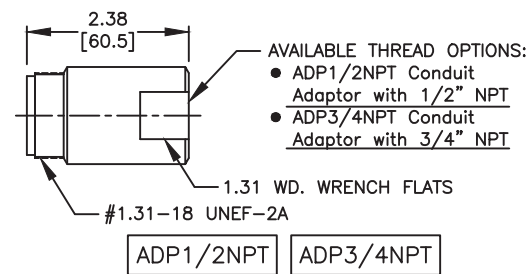 2.38
[60.5]
AVAILABLE THREAD OPTIONS:
● ADP1/2NPT Conduit
Adaptor with 1/2" NPT
● ADP3/4NPT Conduit
Adaptor with 3/4" NPT
1.31 WD. WRENCH FLATS
#1.31-18 UNEF-2A
ADP1/2NPT
ADP3/4NPT